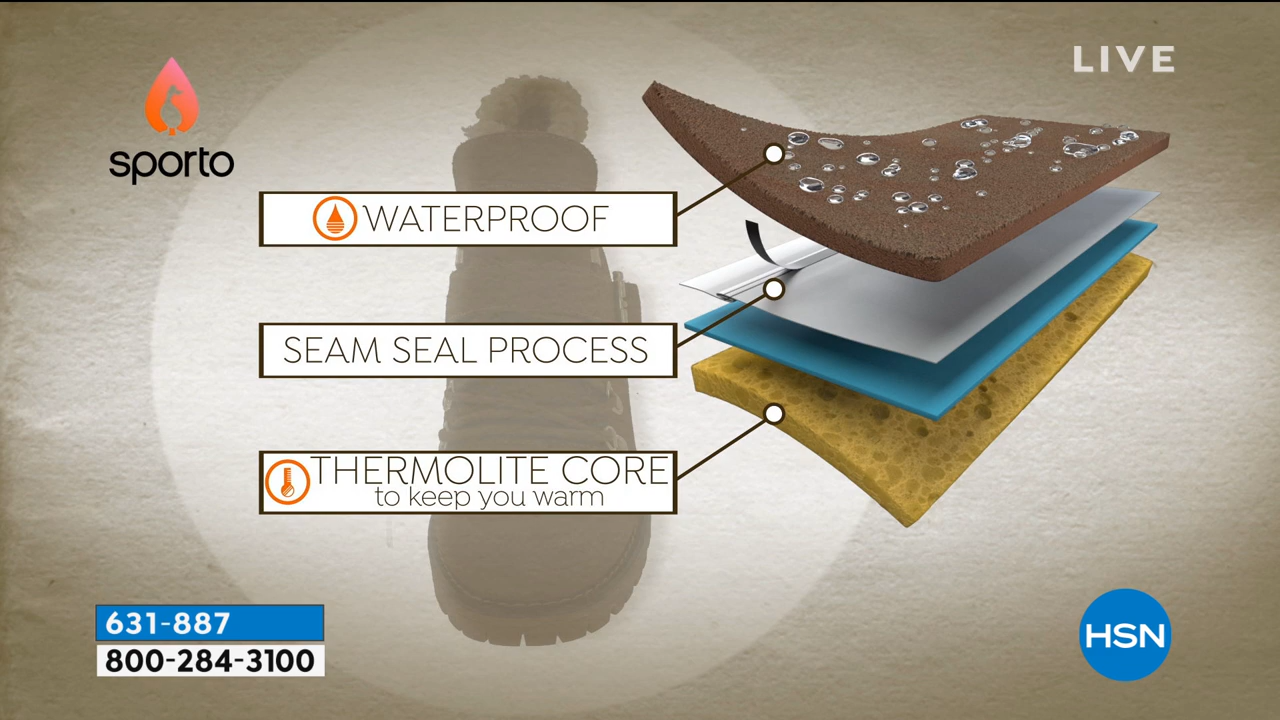 LIVE
sporto
WATERPROOF
SEAM SEAL PROCESS
THERMOLITE CORE
to keep you warm
631-887
800-284-3100
HSN